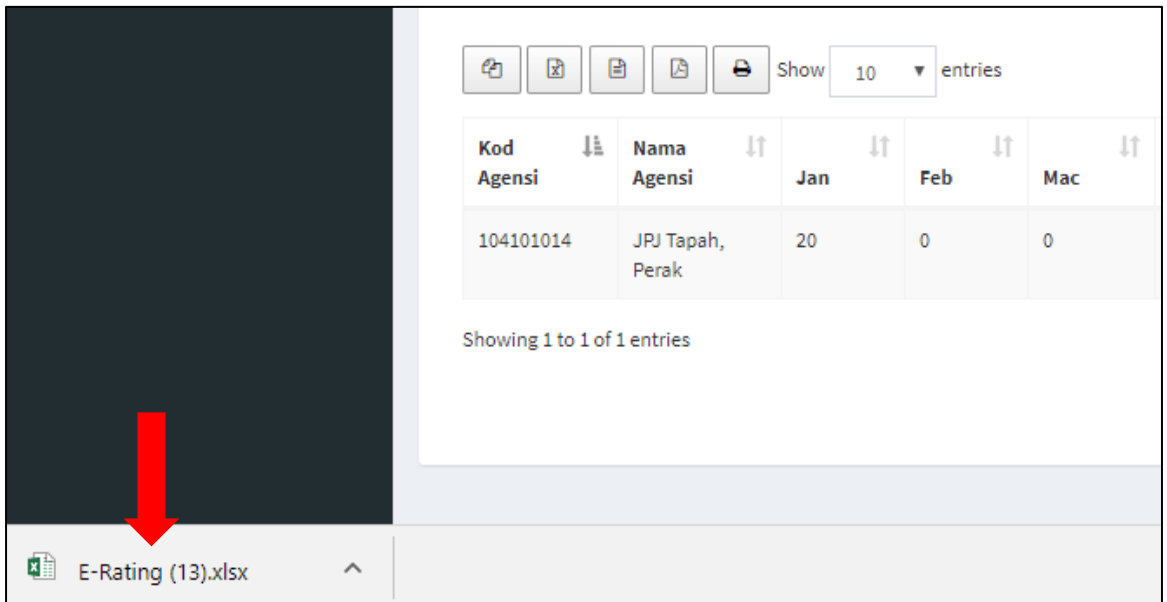 Show 10 entries
Kod Agensi Nama Agensi Jan Feb Mac
104101014 JPJ Tapah, Perak 20 0 0
Showing 1 to 1 of 1 entries
E-Rating (13).xlsx